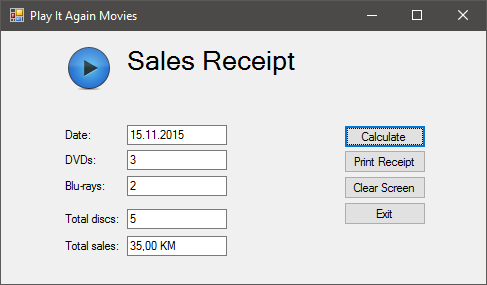 Play It Again Movies
Sales Receipt
Date: 15.11.2015
Calculate
DVDs: 3
Print Receipt
Blu-rays: 2
Clear Screen
Total discs: 5
Exit
Total sales: 35,00 KM